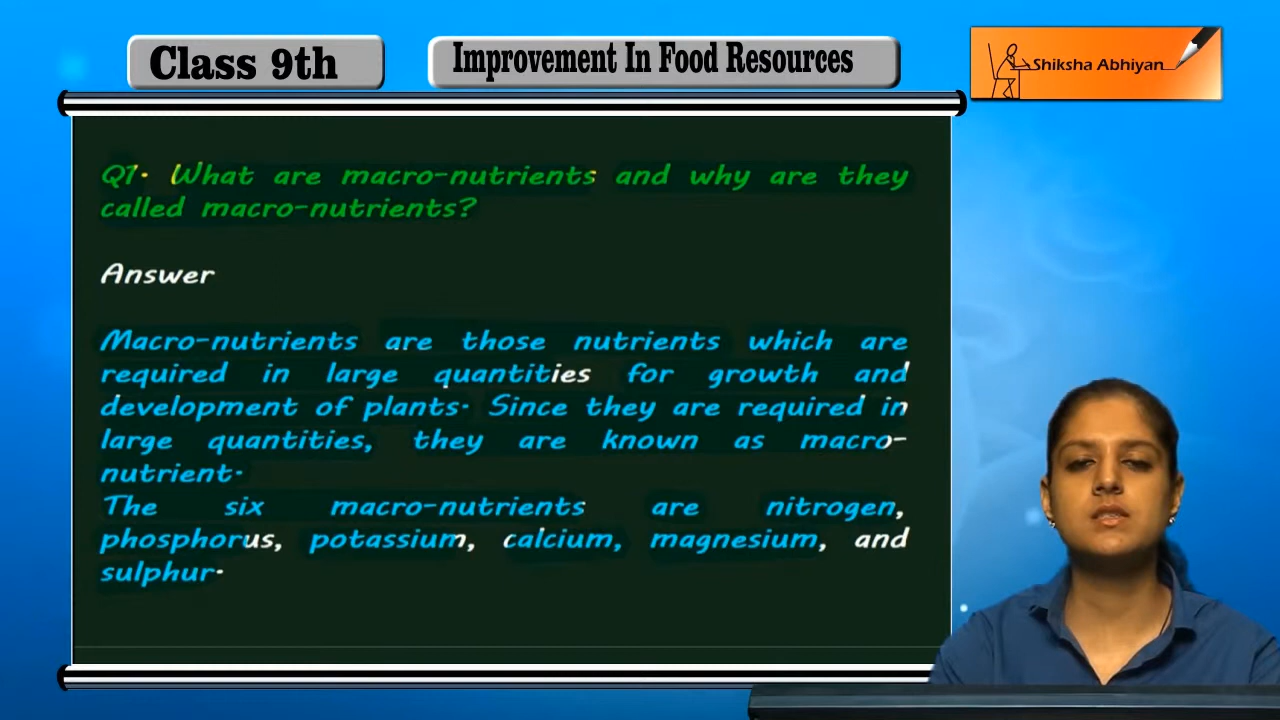 Class 9th
Improvement In Food Resources
Shiksha Abhiyan
Q1. What are macro-nutrients and why are they
called macro-nutrients?
Answer
Macro-nutrients are those nutrients which are
required in large quantities for growth and
development of plants. Since they are required in
large quantities, they are known as macro-
nutrient.
The six macro-nutrients are nitrogen,
phosphorus, potassium, calcium, magnesium, and
sulphur.